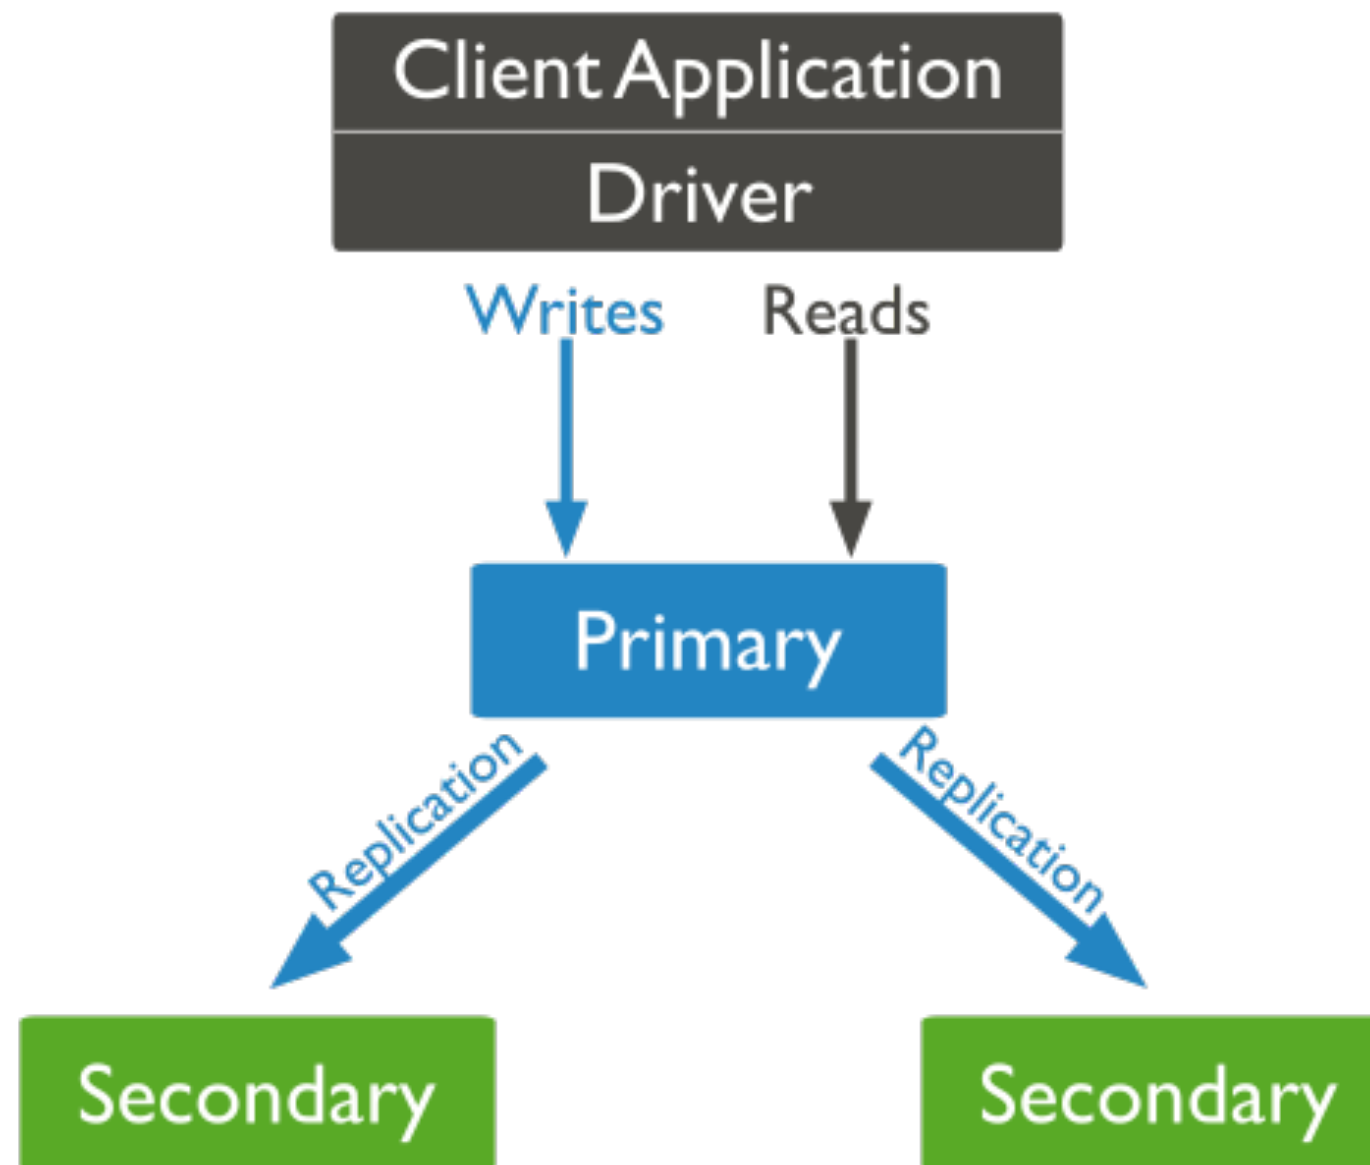 Client Application
Driver
Writes Reads
Primary
Replication Replication
Secondary Secondary